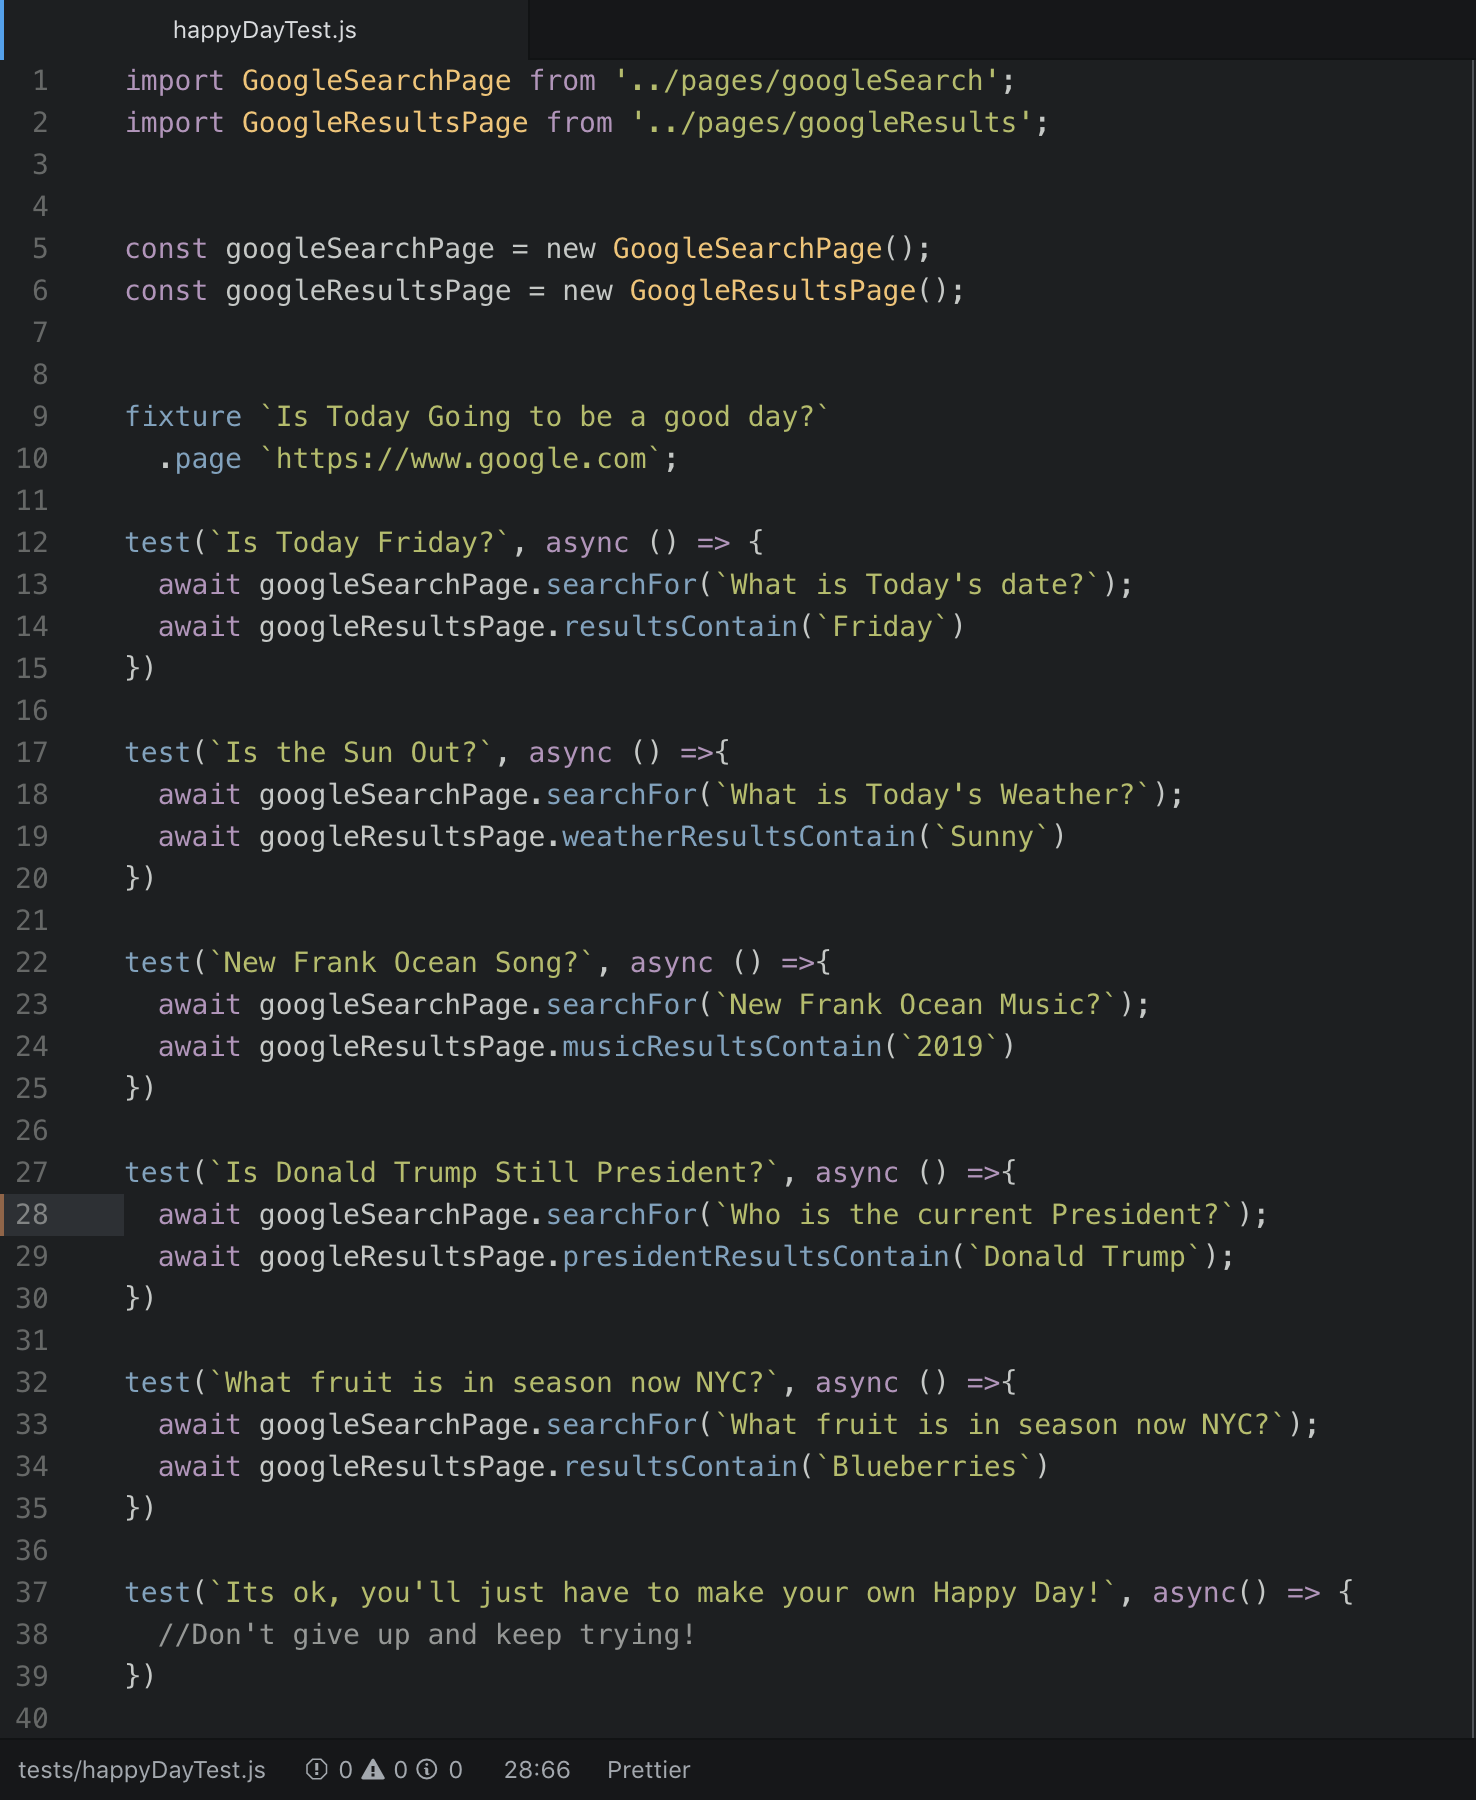 happyDayTest.js
1 import GoogleSearchPage from '../pages/googleSearch';
2 import GoogleResultsPage from '../pages/googleResults';
3
4
5 const googleSearchPage = new GoogleSearchPage();
6 const googleResultsPage = new GoogleResultsPage();
7
8
9 fixture `Is Today Going to be a good day?`
10   .page `https://www.google.com`;
11
12 test(`Is Today Friday?`, async () => {
13   await googleSearchPage.searchFor(`What is Today's date?`);
14   await googleResultsPage.resultsContain(`Friday`)
15 })
16
17 test(`Is the Sun Out?`, async () =>{
18   await googleSearchPage.searchFor(`What is Today's Weather?`);
19   await googleResultsPage.weatherResultsContain(`Sunny`)
20 })
21
22 test(`New Frank Ocean Song?`, async () =>{
23   await googleSearchPage.searchFor(`New Frank Ocean Music?`);
24   await googleResultsPage.musicResultsContain(`2019`)
25 })
26
27 test(`Is Donald Trump Still President?`, async () =>{
28   await googleSearchPage.searchFor(`Who is the current President?`);
29   await googleResultsPage.presidentResultsContain(`Donald Trump`);
30 })
31
32 test(`What fruit is in season now NYC?`, async () =>{
33   await googleSearchPage.searchFor(`What fruit is in season now NYC?`);
34   await googleResultsPage.resultsContain(`Blueberries`)
35 })
36
37 test(`Its ok, you'll just have to make your own Happy Day!`, async() => {
38   //Don't give up and keep trying!
39 })
40
tests/happyDayTest.js 0 0 0 28:66 Prettier